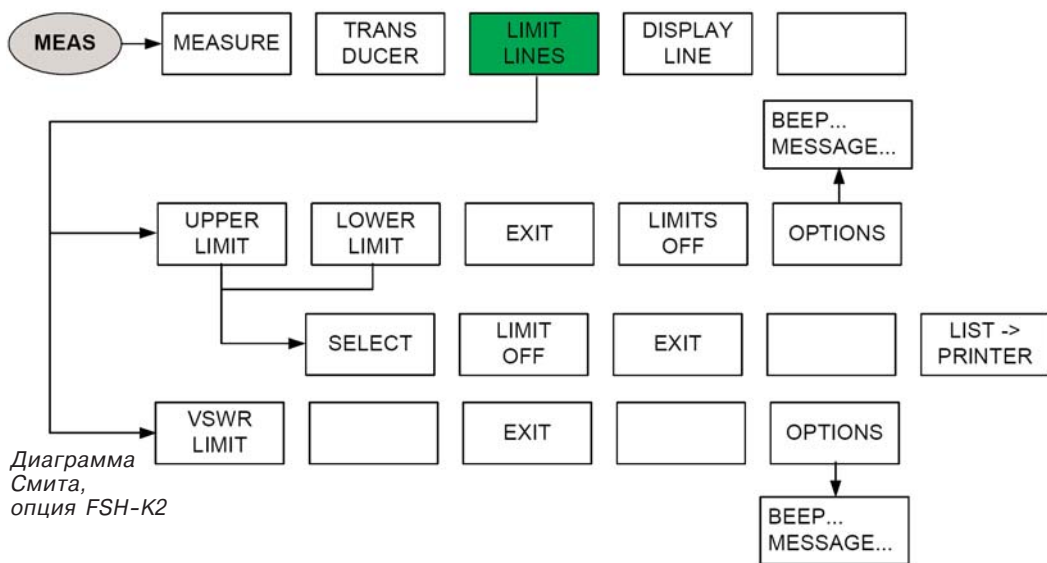 MEAS
MEASURE
TRANS
DUCER
LIMIT
LINES
DISPLAY
LINE
BEEP...
MESSAGE...
UPPER
LIMIT
LOWER
LIMIT
EXIT
LIMITS
OFF
OPTIONS
SELECT
LIMIT
OFF
EXIT
LIST ->
PRINTER
VSWR
LIMIT
EXIT
OPTIONS
Диаграмма
Смита,
опция FSH-K2
BEEP...
MESSAGE...